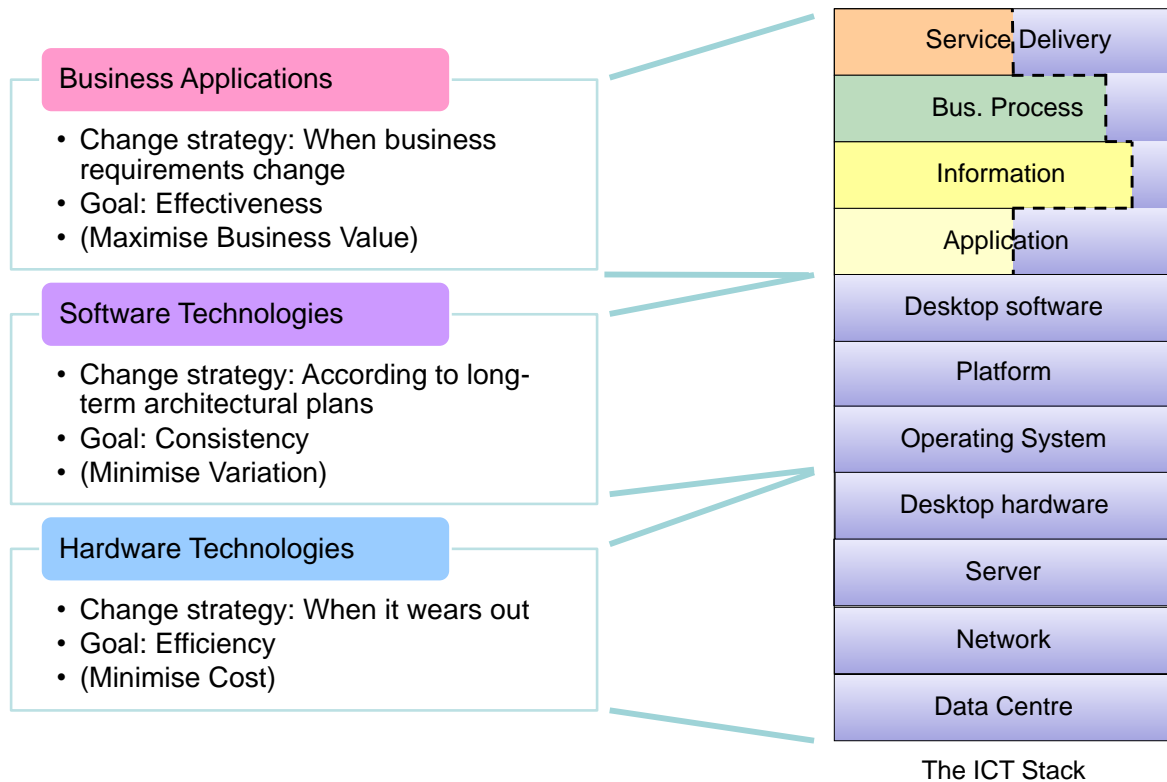 Business Applications
• Change strategy: When business
requirements change
• Goal: Effectiveness
• (Maximise Business Value)
Software Technologies
• Change strategy: According to long-
term architectural plans
• Goal: Consistency
• (Minimise Variation)
Hardware Technologies
• Change strategy: When it wears out
• Goal: Efficiency
• (Minimise Cost)
Service Delivery
Bus. Process
Information
Application
Desktop software
Platform
Operating System
Desktop hardware
Server
Network
Data Centre
The ICT Stack